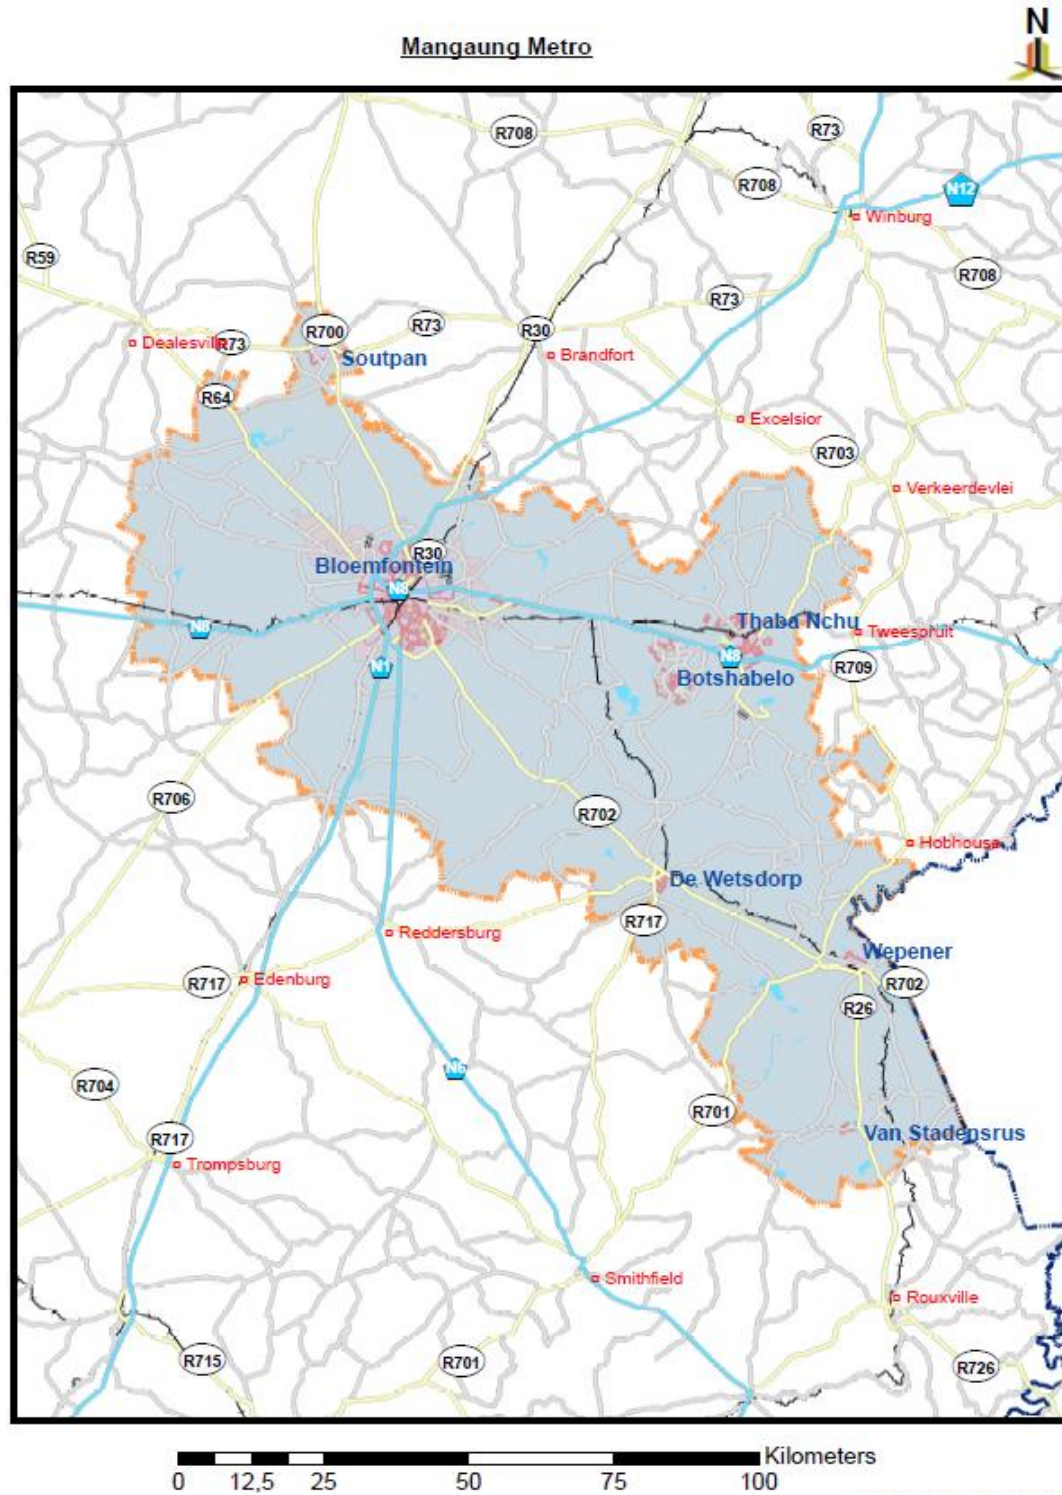 N
Mangaung Metro
R708
R73
R708
N12
Winburg
R59
R708
R73
R700
R73
R30
Dealesville
R73
Soutpan
Brandfort
R64
Excelsior
R703
Verkeerdevlei
R30
Bloemfontein
N8
N8
Thaba Nchu
Tweespruit
N8
N1
R709
Botshabelo
R706
R702
Hobhouse
De Wetsdorp
R717
Reddersburg
Wepener
R717
Edenburg
R702
R26
N6
R704
R701
R717
Van Stadensrus
Trompsburg
Smithfield
Rouxville
R715
R701
R726
Kilometers
0 12,5 25 50 75 100